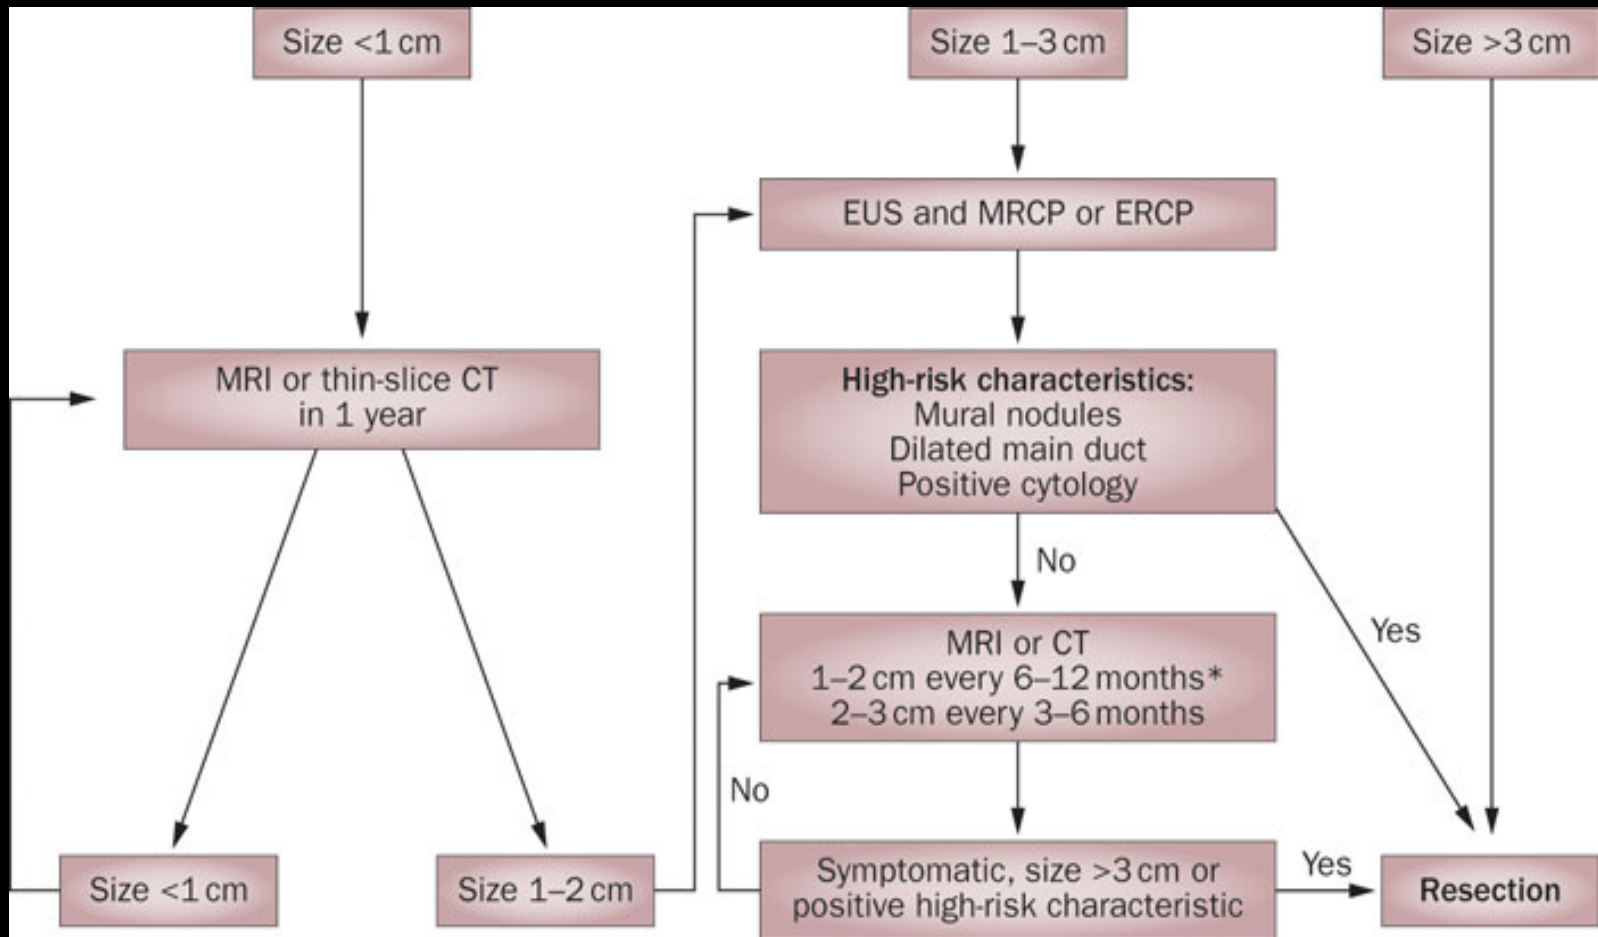 Size <1 cm
Size 1–3 cm
Size >3 cm
EUS and MRCP or ERCP
MRI or thin-slice CT
in 1 year
High-risk characteristics:
Mural nodules
Dilated main duct
Positive cytology
No
Yes
MRI or CT
1–2 cm every 6–12 months*
2–3 cm every 3–6 months
No
Size <1 cm
Size 1–2 cm
Symptomatic, size >3 cm or
positive high-risk characteristic
Yes
Resection